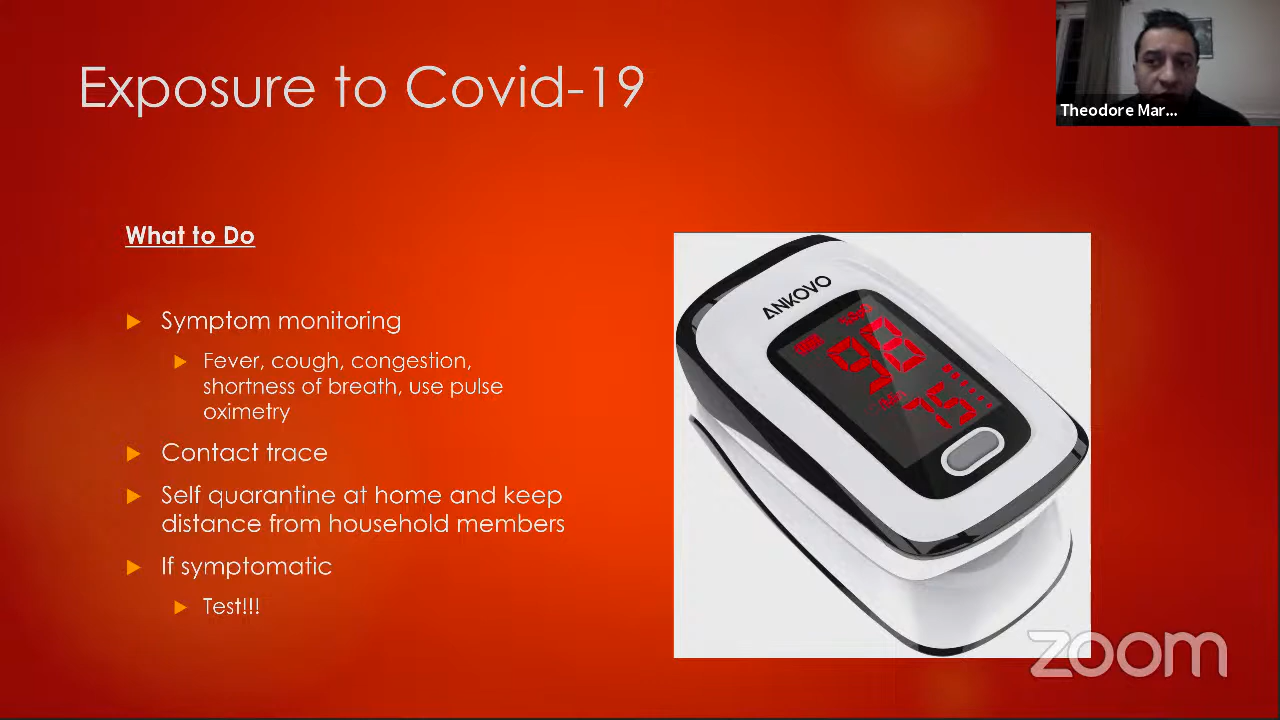 Exposure to Covid-19
Theodore Mar...
What to Do
Symptom monitoring
Fever, cough, congestion,
shortness of breath, use pulse
oximetry
Contact trace
Self quarantine at home and keep
distance from household members
If symptomatic
Test!!!
ANKOVO
98
75
zoom